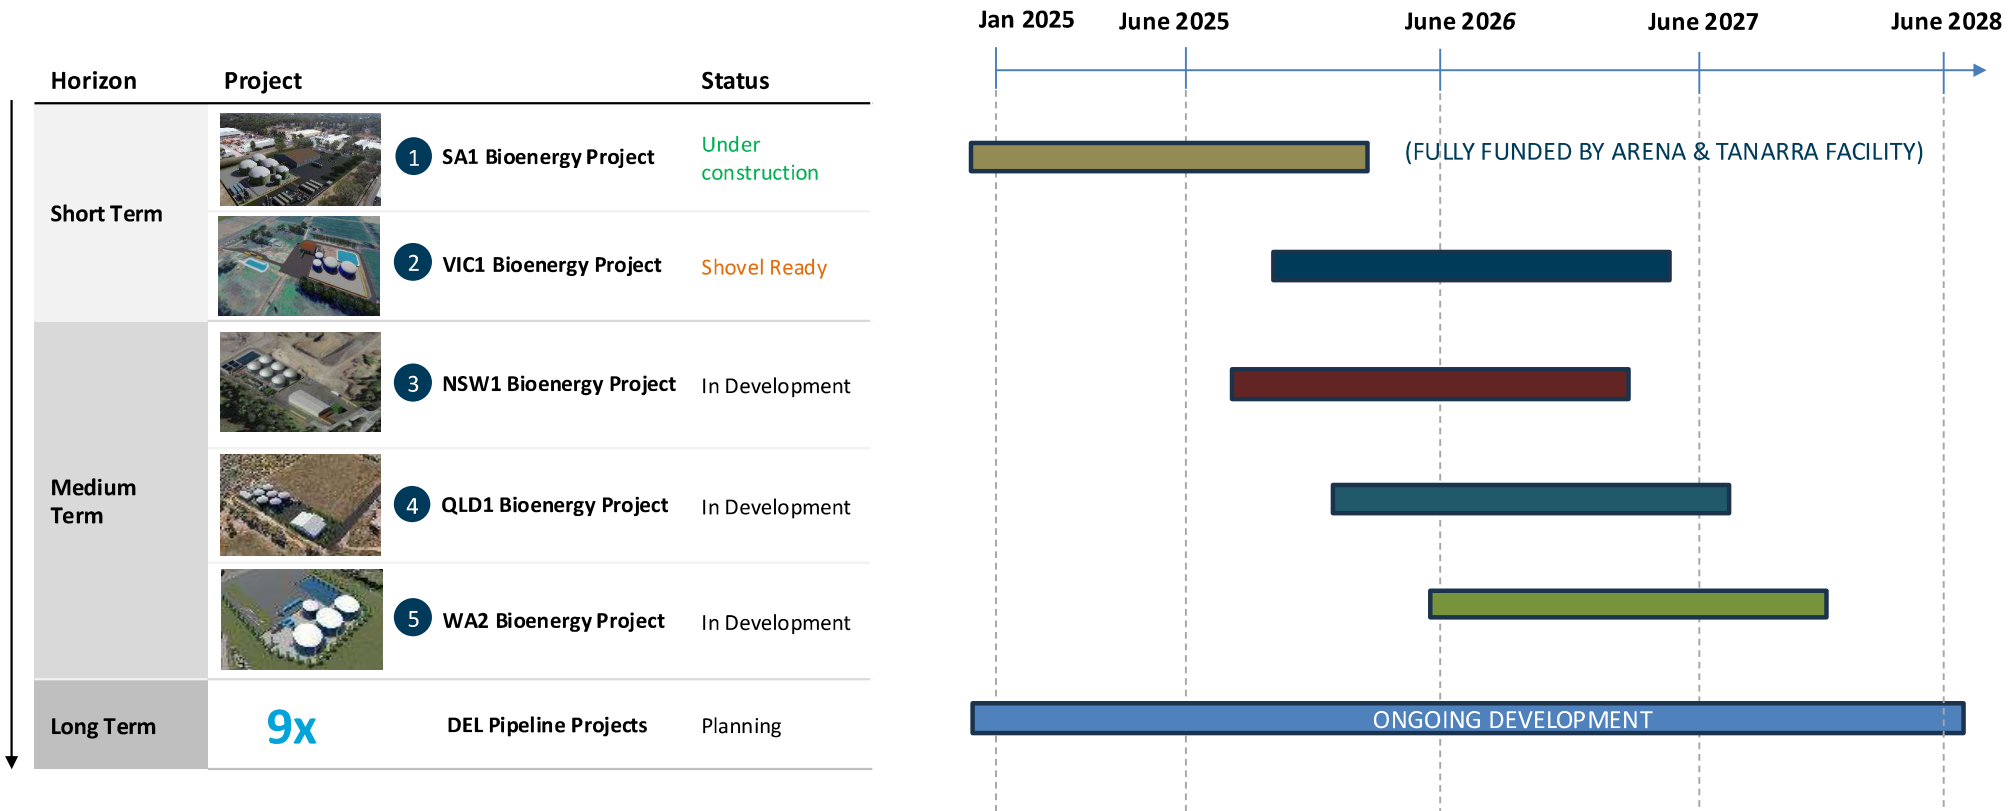 Jan 2025
June 2025
June 2026
June 2027
June 2028
Horizon
Project
Status
Short Term
1
SA1 Bioenergy Project
Under
construction
(FULLY FUNDED BY ARENA & TANARRA FACILITY)
2
VIC1 Bioenergy Project
Shovel Ready
Medium
Term
3
NSW1 Bioenergy Project
In Development
4
QLD1 Bioenergy Project
In Development
5
WA2 Bioenergy Project
In Development
Long Term
9x
DEL Pipeline Projects
Planning
ONGOING DEVELOPMENT